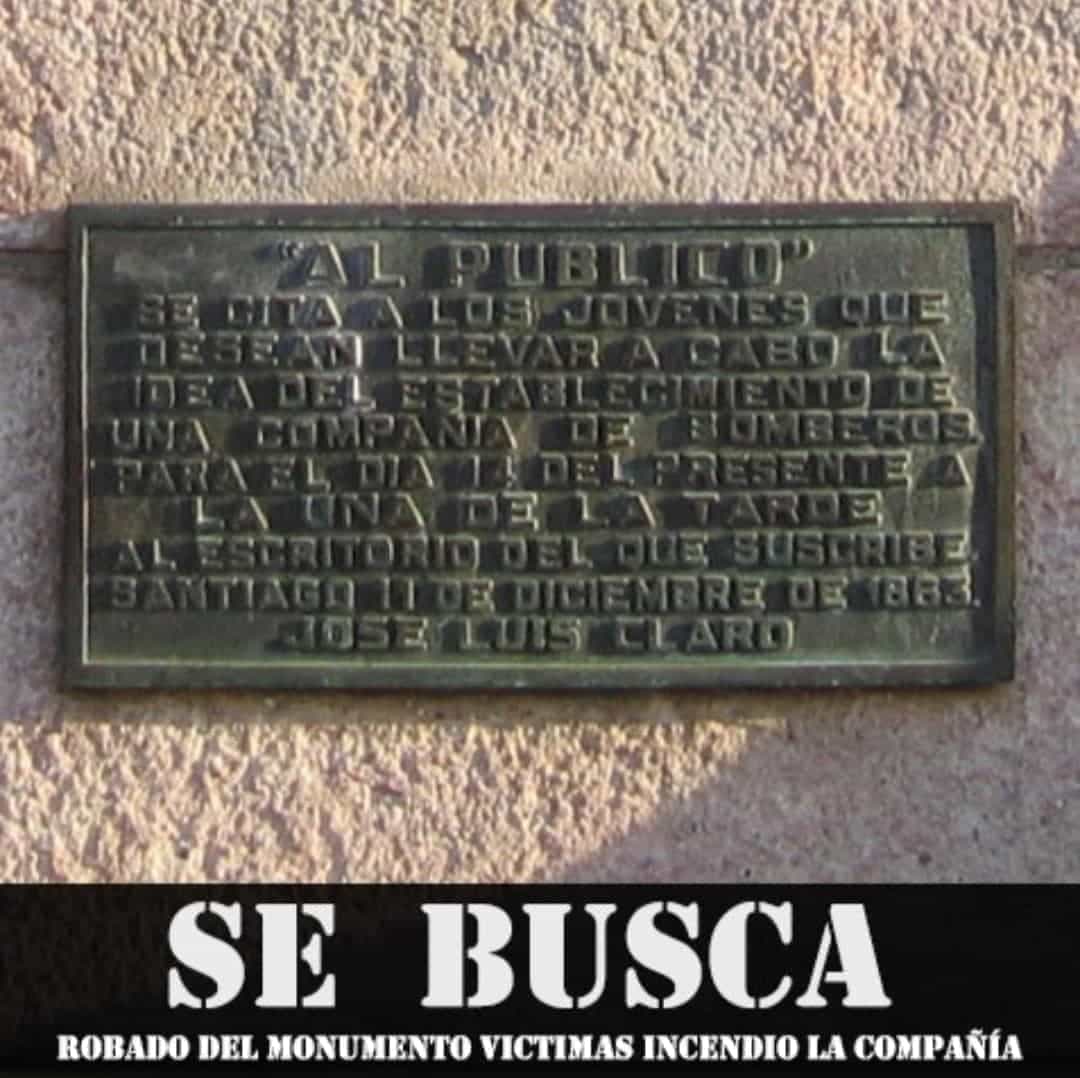 "AL PUBLICO"
SE CITA A LOS JOVENES QUE
DESEAN LLEVAR A CABO LA
IDEA DEL ESTABLECIMIENTO DE
UNA COMPAÑIA DE BOMBEROS,
PARA EL DIA 14 DEL PRESENTE A
LA UNA DE LA TARDE
AL ESCRITORIO DEL QUE SUSCRIBE.
SANTIAGO 11 DE DICIEMBRE DE 1863.
JOSE LUIS CLARO
SE BUSCA
ROBADO DEL MONUMENTO VICTIMAS INCENDIO LA COMPAÑÍA